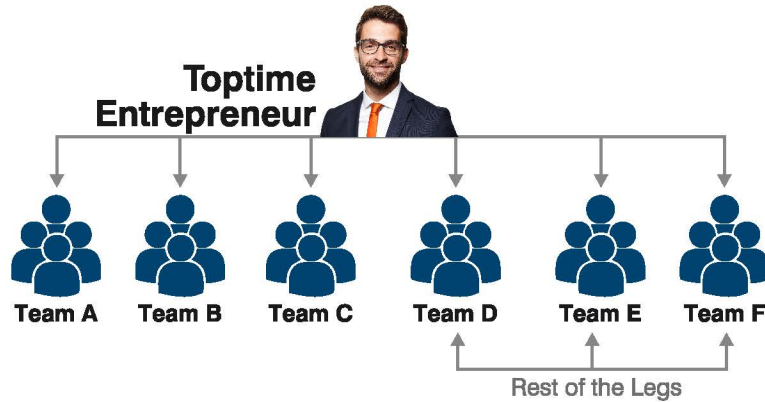 Toptime
Entrepreneur
Team A
Team B
Team C
Team D
Team E
Team F
Rest of the Legs